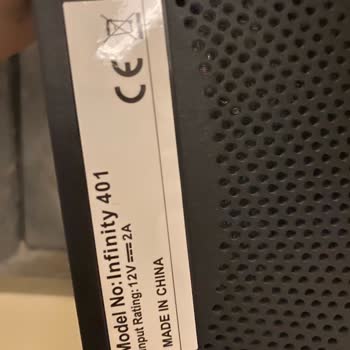 Model No:Infinity 401
Input Rating: 12V⎓2A
MADE IN CHINA
CE